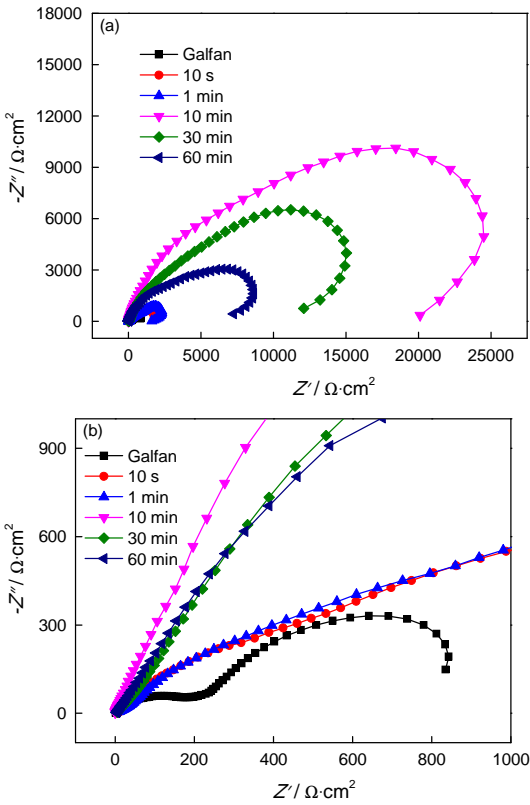 (a)
Galfan
10 s
1 min
10 min
30 min
60 min
18000
15000
12000
9000
6000
3000
0
-Z″ / Ω·cm²
0 5000 10000 15000 20000 25000
Z′ / Ω·cm²
(b)
Galfan
10 s
1 min
10 min
30 min
60 min
900
600
300
0
-Z″ / Ω·cm²
0 200 400 600 800 1000
Z′ / Ω·cm²